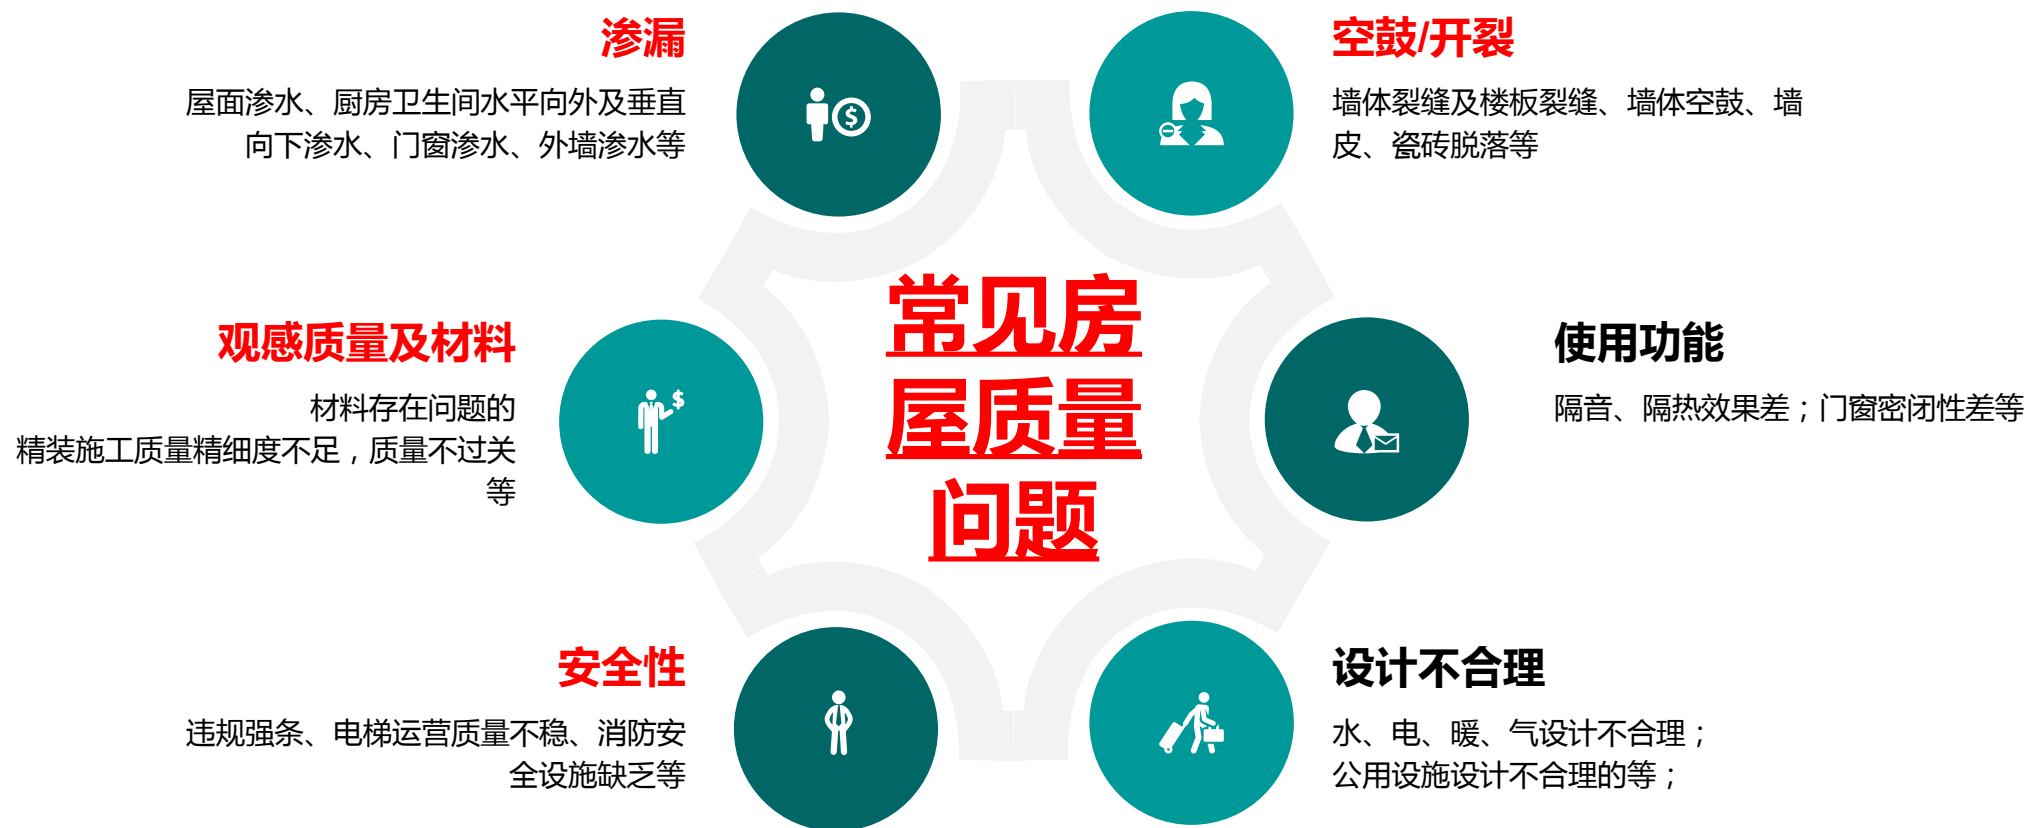 渗漏
屋面渗水、厨房卫生间水平向外及垂直
向下渗水、门窗渗水、外墙渗水等
空鼓/开裂
墙体裂缝及楼板裂缝、墙体空鼓、墙
皮、瓷砖脱落等
常见房
屋质量
问题
观感质量及材料
材料存在问题的
精装施工质量精细度不足，质量不过关
等
使用功能
隔音、隔热效果差；门窗密闭性差等
安全性
违规强条、电梯运营质量不稳、消防安
全设施缺乏等
设计不合理
水、电、暖、气设计不合理；
公用设施设计不合理的等；